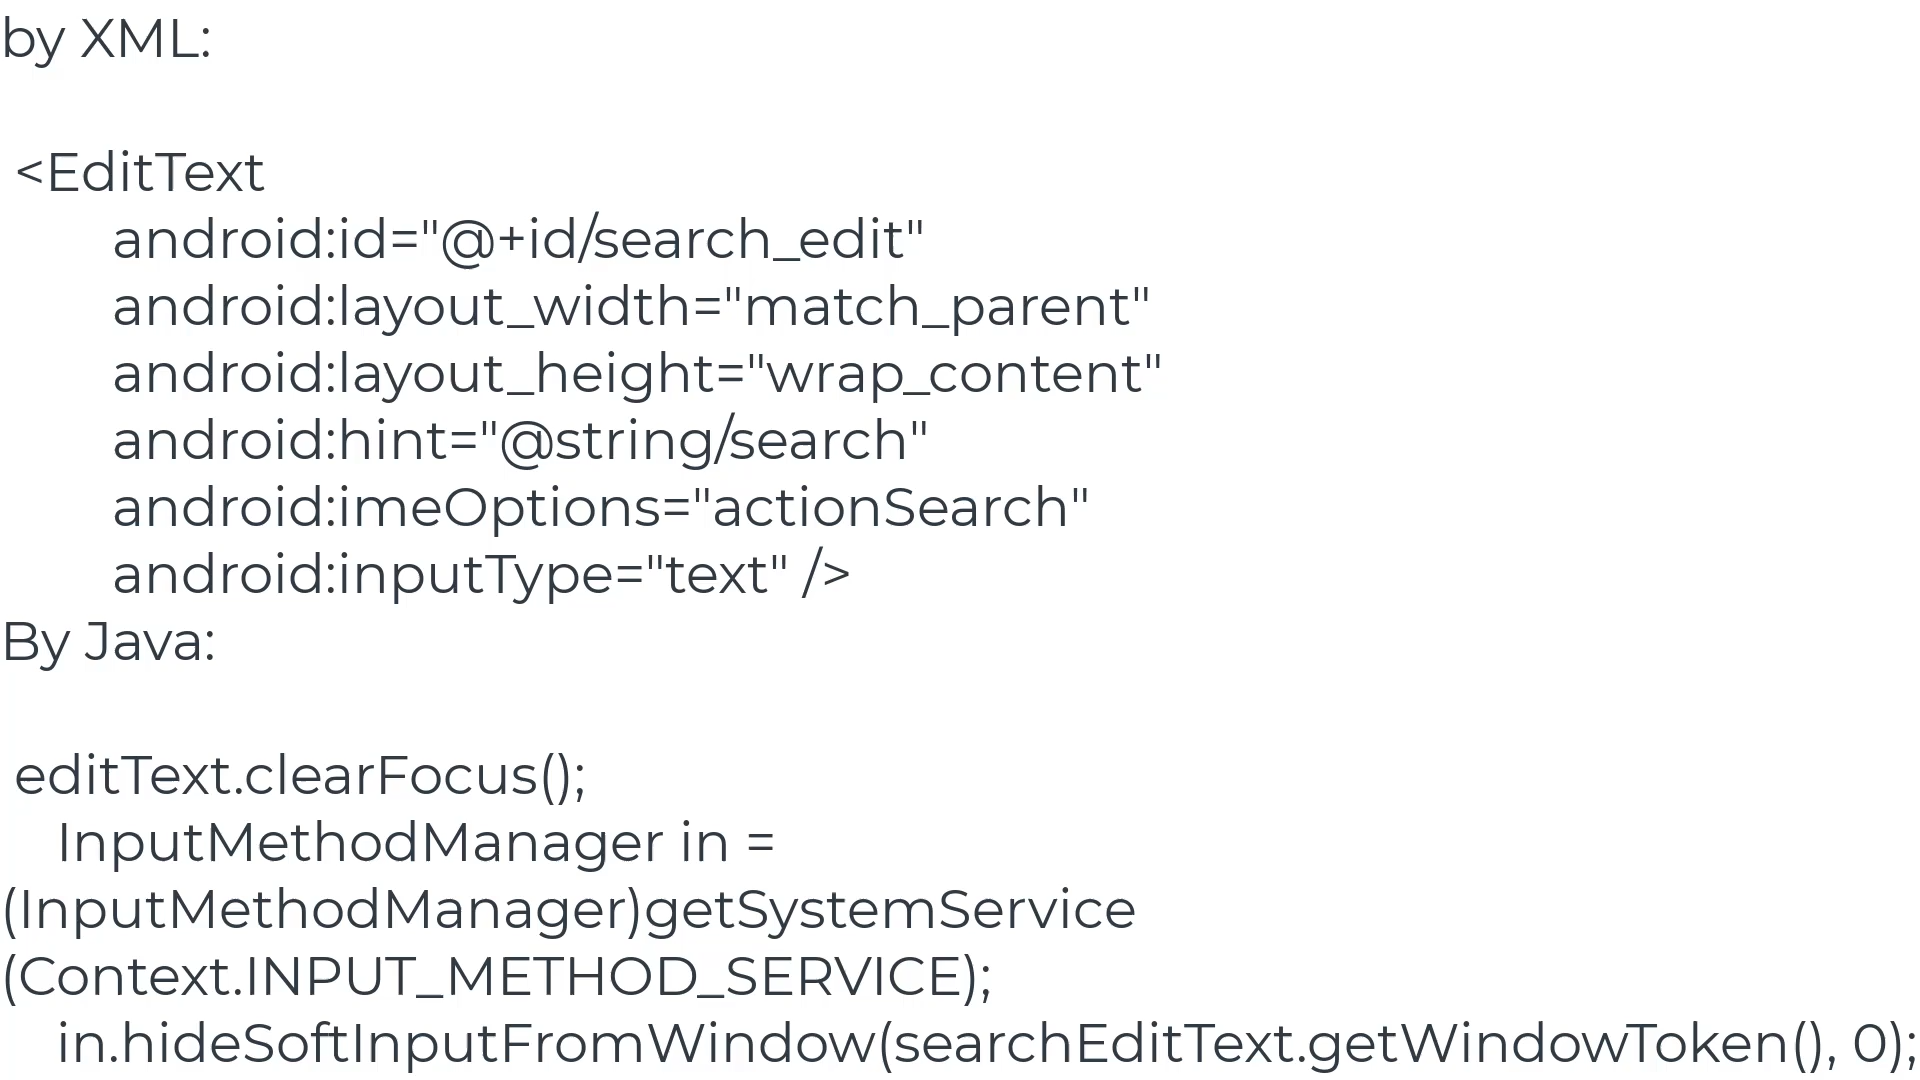 by XML:
<EditText
android:id="@+id/search_edit"
android:layout_width="match_parent"
android:layout_height="wrap_content"
android:hint="@string/search"
android:imeOptions="actionSearch"
android:inputType="text" />
By Java:
editText.clearFocus();
InputMethodManager in =
(InputMethodManager)getSystemService
(Context.INPUT_METHOD_SERVICE);
in.hideSoftInputFromWindow(searchEditText.getWindowToken(), 0);